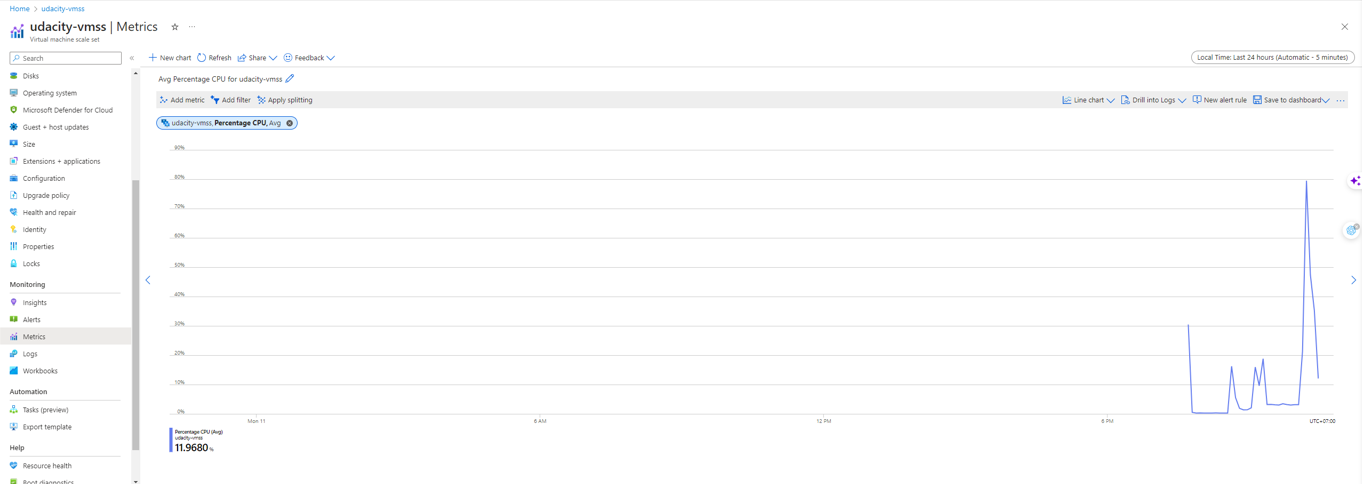 Home > udacity-vmss
udacity-vmss | Metrics ☆ ...
Virtual machine scale set
Search
«
Disks
Operating system
Microsoft Defender for Cloud
Guest + host updates
Size
Extensions + applications
Configuration
Upgrade policy
Health and repair
Identity
Properties
Locks
Monitoring
Insights
Alerts
Metrics
Logs
Workbooks
Automation
Tasks (preview)
Export template
Help
Resource health
Boot diagnostics
New chart Refresh Share Feedback
Local Time: Last 24 hours (Automatic - 5 minutes)
Avg Percentage CPU for udacity-vmss
Add metric Add filter Apply splitting
Line chart Drill into Logs New alert rule Save to dashboard ...
udacity-vmss, Percentage CPU, Avg
90%
80%
70%
60%
50%
40%
30%
20%
10%
0%
Mon 11 6 AM 12 PM 6 PM UTC+07:00
Percentage CPU (Avg)
udacity-vmss
11.9680 %